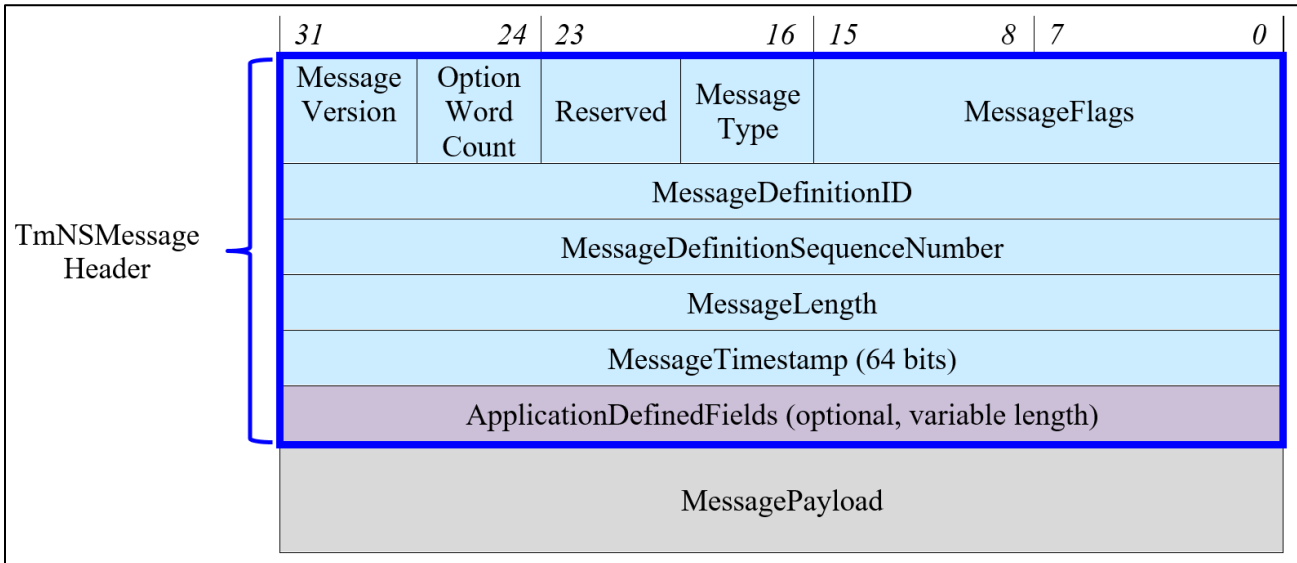 31 24 23 16 15 8 7 0
Message
Version
Option
Word
Count
Reserved
Message
Type
MessageFlags
MessageDefinitionID
MessageDefinitionSequenceNumber
TmNSMessage
Header
MessageLength
MessageTimestamp (64 bits)
ApplicationDefinedFields (optional, variable length)
MessagePayload